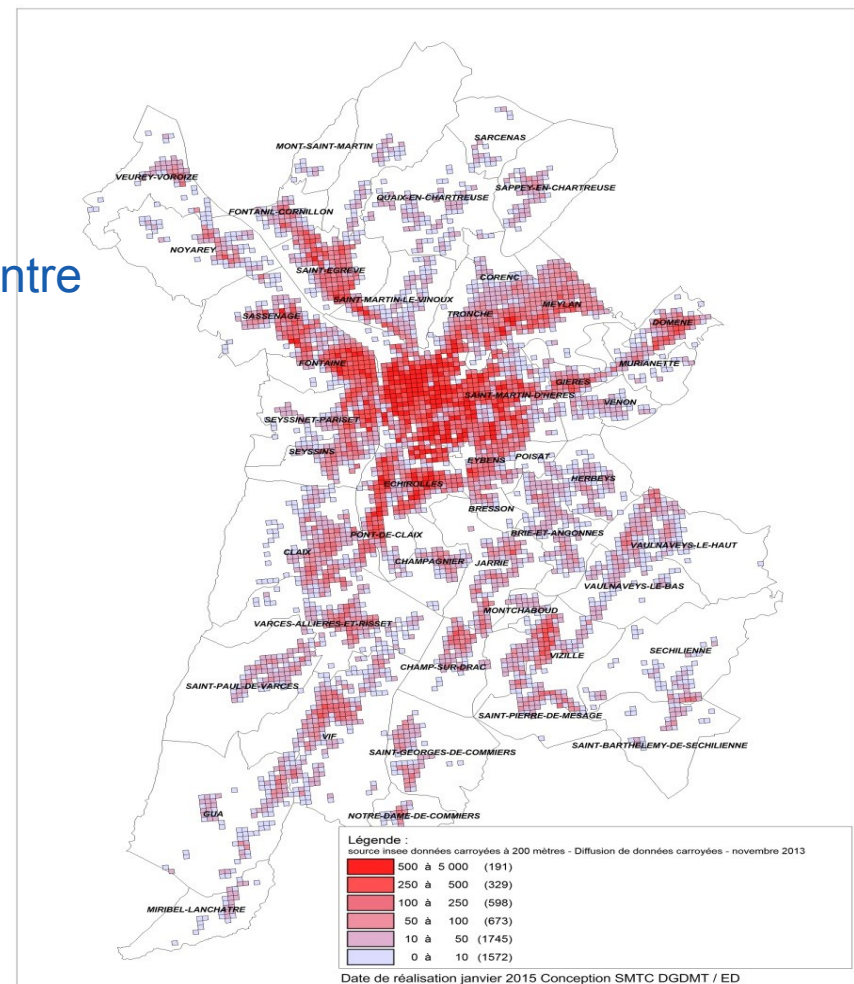 ntre
SARCENAS
MONT-SAINT-MARTIN
VEUREY-VOROIZE
SAPPEY-EN-CHARTREUSE
QUAIX-EN-CHARTREUSE
FONTANIL-CORNILLON
NOYAREY
SAINT-EGREVE
CORENC
SAINT-MARTIN-LE-VINOUX
MEYLAN
TRONCHE
SASSENAGE
DOMENE
FONTAINE
MURIANETTE
GIERES
SAINT-MARTIN-D'HERES
VENON
SEYSSINET-PARISET
SEYSSINS
POISAT
EYBENS
HERBEYS
ECHIROLLES
BRESSON
PONT-DE-CLAIX
BRIE-ET-ANGONNES
VAULNAVEYS-LE-HAUT
CLAIX
CHAMPAGNIER
JARRIE
VAULNAVEYS-LE-BAS
MONTCHABOUD
VARCES-ALLIERES-ET-RISSET
SECHILIENNE
VIZILLE
CHAMP-SUR-DRAC
SAINT-PAUL-DE-VARCES
SAINT-PIERRE-DE-MESAGE
VIF
SAINT-GEORGES-DE-COMMIERS
SAINT-BARTHELEMY-DE-SECHILIENNE
GUA
NOTRE-DAME-DE-COMMIERS
MIRIBEL-LANCHATRE
Légende :
source insee données carroyées à 200 mètres - Diffusion de données carroyées - novembre 2013
500 à 5 000 (191)
250 à 500 (329)
100 à 250 (598)
50 à 100 (673)
10 à 50 (1745)
0 à 10 (1572)
Date de réalisation janvier 2015 Conception SMTC DGDMT / ED